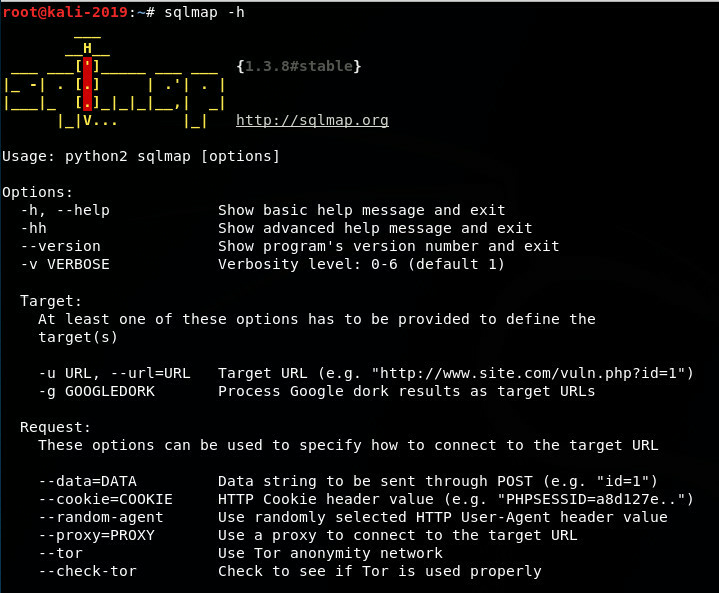 root@kali-2019:~# sqlmap -h
        ___
       __H__
 ___ ___[']_____ ___ ___  {1.3.8#stable}
|_ -| . [.]     | .'| . |
|___|_  [.]_|_|_|__,|  _|
      |_|V...       |_|   http://sqlmap.org

Usage: python2 sqlmap [options]

Options:
  -h, --help            Show basic help message and exit
  -hh                   Show advanced help message and exit
  --version             Show program's version number and exit
  -v VERBOSE            Verbosity level: 0-6 (default 1)

  Target:
    At least one of these options has to be provided to define the
    target(s)

    -u URL, --url=URL   Target URL (e.g. "http://www.site.com/vuln.php?id=1")
    -g GOOGLEDORK       Process Google dork results as target URLs

  Request:
    These options can be used to specify how to connect to the target URL

    --data=DATA         Data string to be sent through POST (e.g. "id=1")
    --cookie=COOKIE     HTTP Cookie header value (e.g. "PHPSESSID=a8d127e..")
    --random-agent      Use randomly selected HTTP User-Agent header value
    --proxy=PROXY       Use a proxy to connect to the target URL
    --tor               Use Tor anonymity network
    --check-tor         Check to see if Tor is used properly